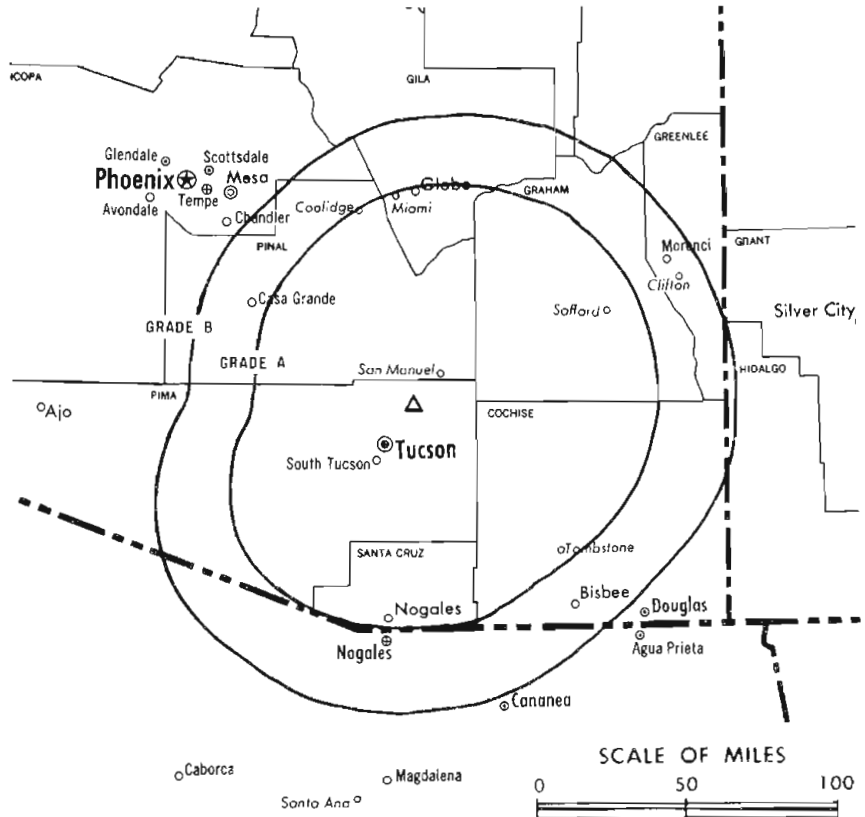 ICOPA
GILA
GREENLEE
Glendale
Scottsdale
Phoenix
Mesa
Tempe
Avondale
Chandler
Coolidge
Miami
Globe
GRAHAM
PINAL
Morenci
GRANT
Clifton
Casa Grande
Safford
Silver City
GRADE B
GRADE A
San Manuel
HIDALGO
PIMA
Ajo
COCHISE
Tucson
South Tucson
SANTA CRUZ
Tombstone
Bisbee
Nogales
Douglas
Nogales
Agua Prieta
Cananea
Caborca
Magdalena
Santa Ana
SCALE OF MILES
0 50 100